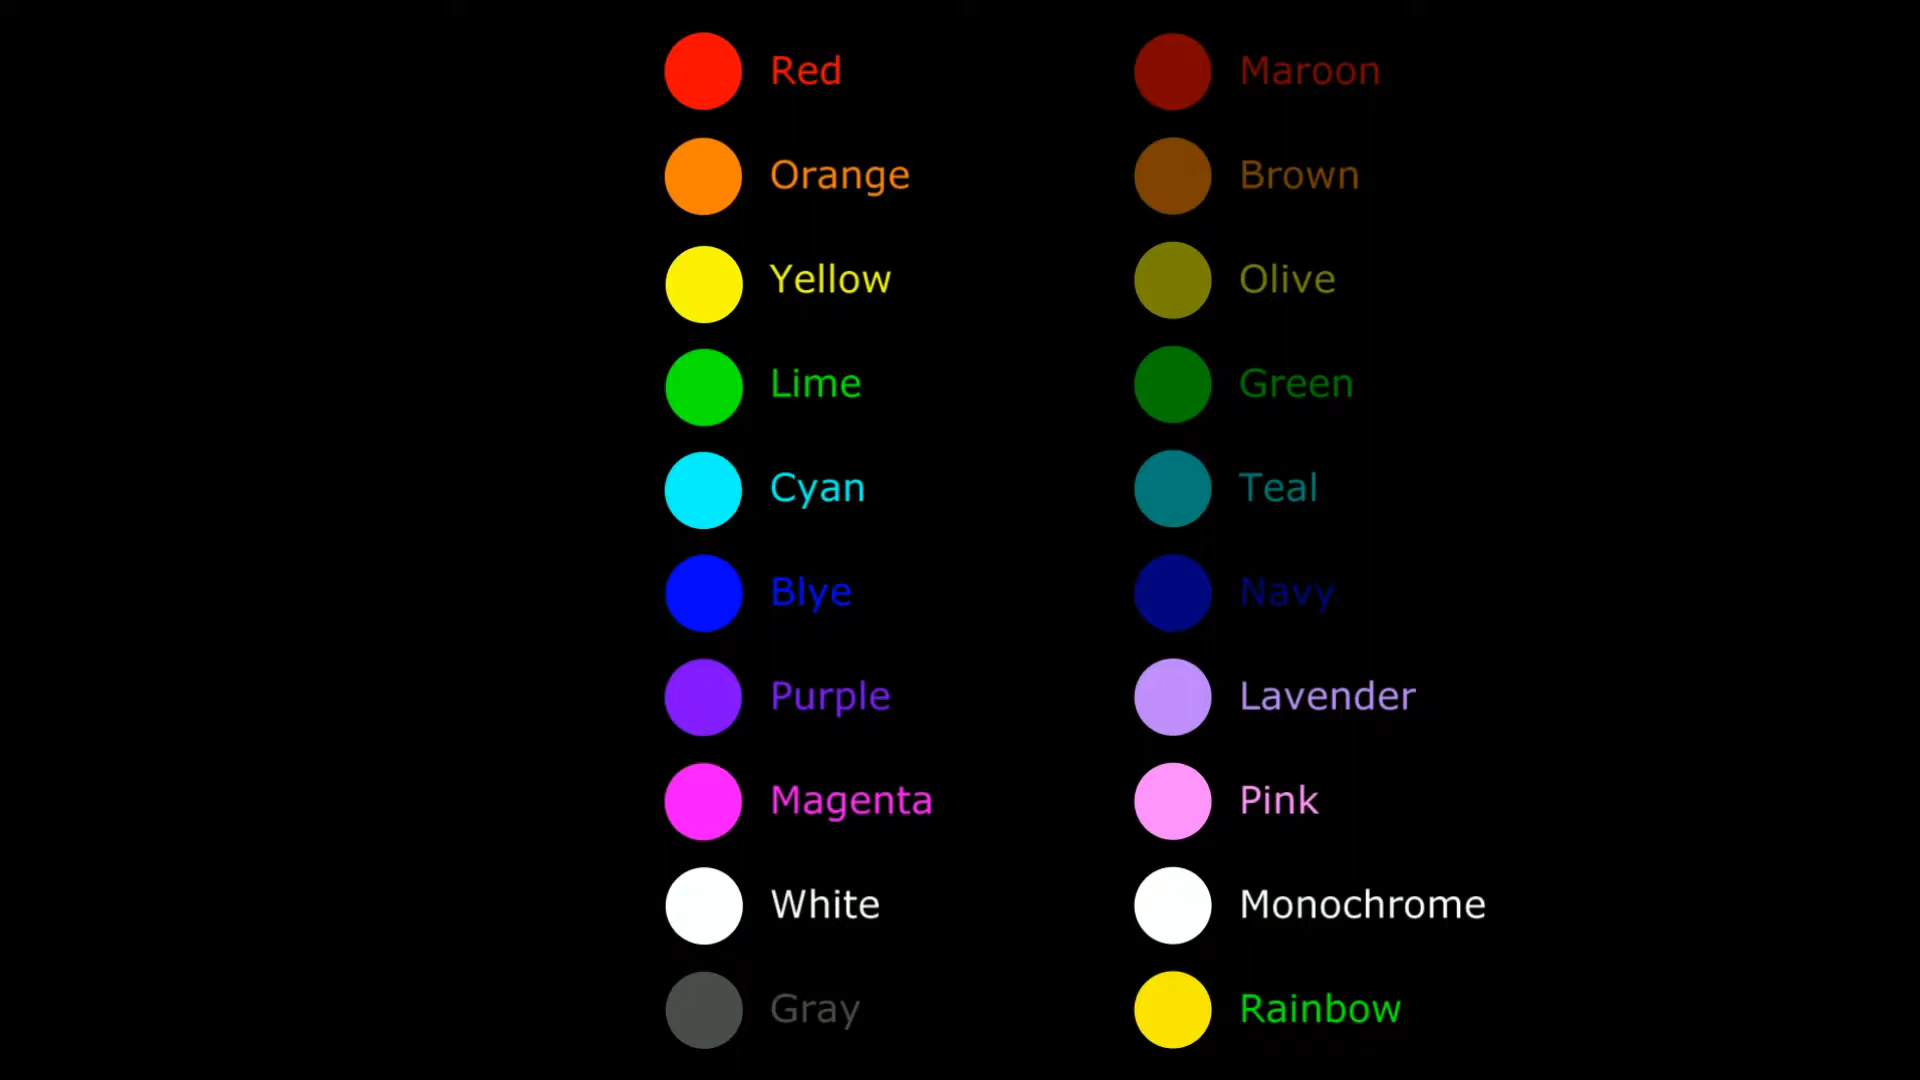 Red
Orange
Yellow
Lime
Cyan
Blye
Purple
Magenta
White
Gray
Maroon
Brown
Olive
Green
Teal
Navy
Lavender
Pink
Monochrome
Rainbow